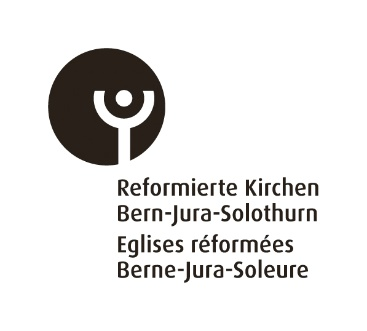 Reformierte Kirchen
Bern-Jura-Solothurn
Eglises réformées
Berne-Jura-Soleure